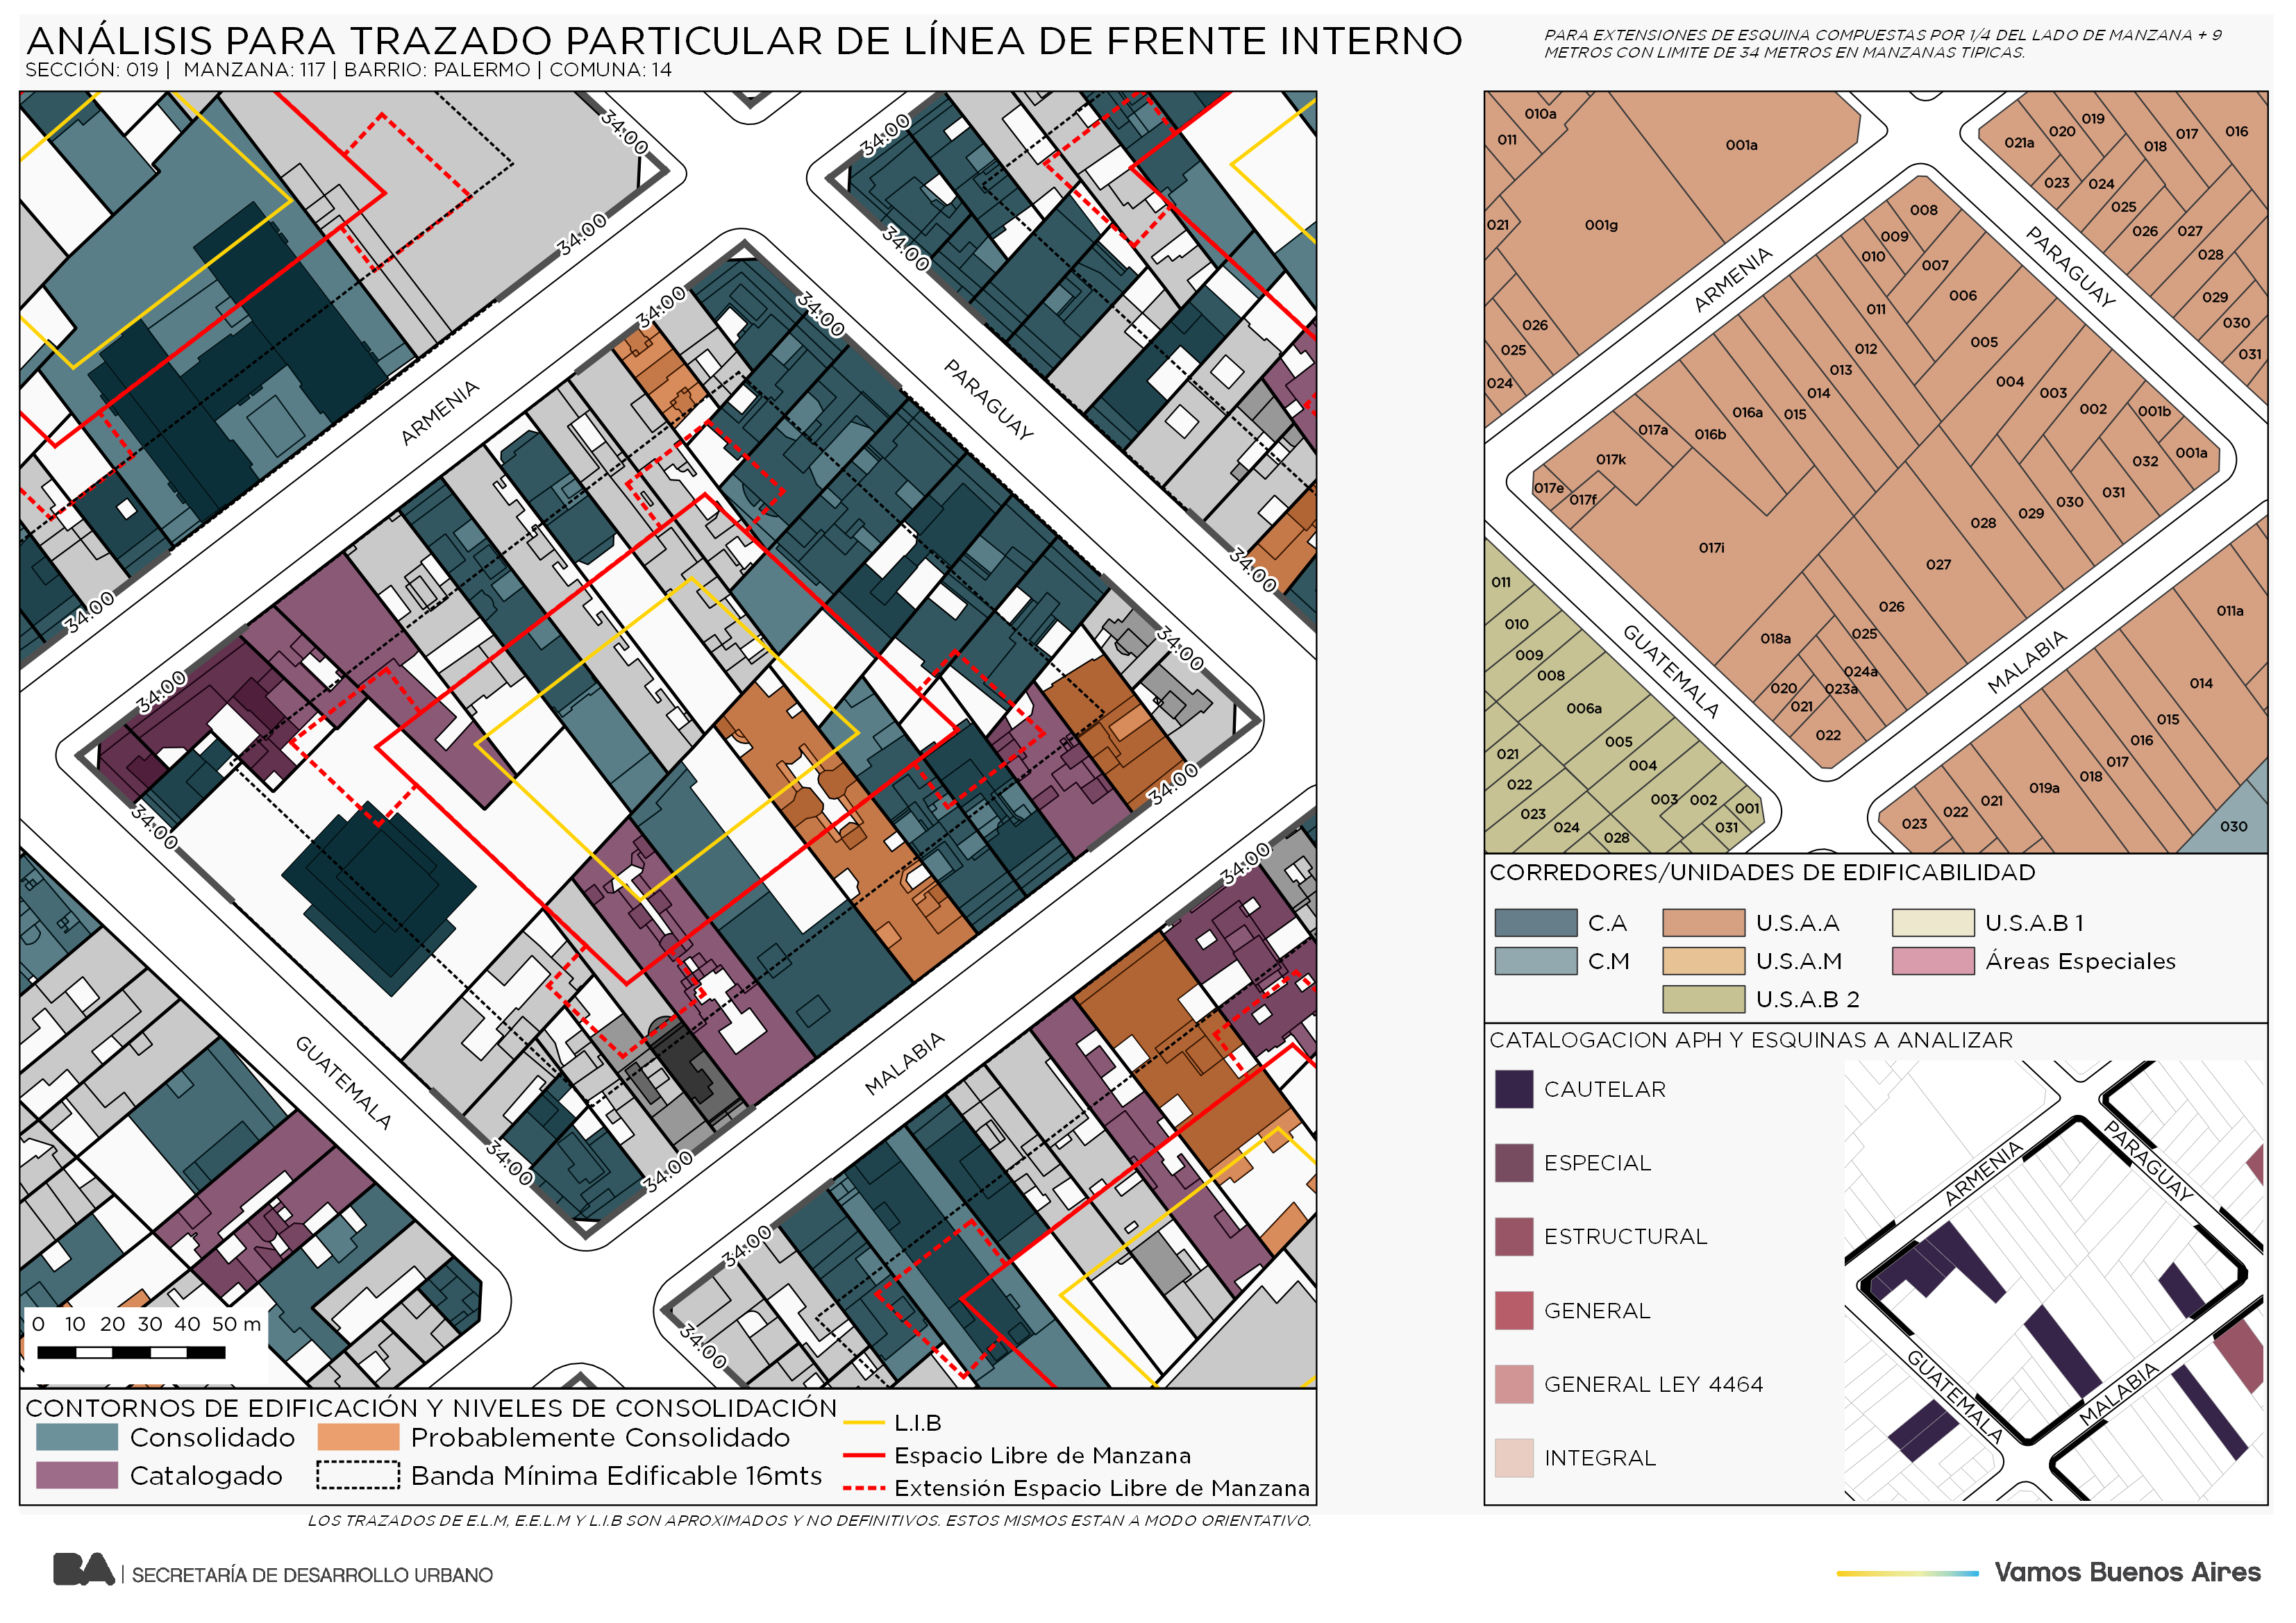 ANÁLISIS PARA TRAZADO PARTICULAR DE LÍNEA DE FRENTE INTERNO
SECCIÓN: 019 | MANZANA: 117 | BARRIO: PALERMO | COMUNA: 14
PARA EXTENSIONES DE ESQUINA COMPUESTAS POR 1/4 DEL LADO DE MANZANA + 9
METROS CON LIMITE DE 34 METROS EN MANZANAS TIPICAS.
34.00
34.00
34.00
34.00
34.00
34.00
ARMENIA
PARAGUAY
34.00
34.00
34.00
34.00
34.00
34.00
34.00
34.00
GUATEMALA
MALABIA
34.00
34.00
34.00
34.00
0 10 20 30 40 50 m
CONTORNOS DE EDIFICACIÓN Y NIVELES DE CONSOLIDACIÓN
Consolidado
Probablemente Consolidado
Catalogado
Banda Mínima Edificable 16mts
L.I.B
Espacio Libre de Manzana
Extensión Espacio Libre de Manzana
LOS TRAZADOS DE E.L.M, E.E.L.M Y L.I.B SON APROXIMADOS Y NO DEFINITIVOS. ESTOS MISMOS ESTAN A MODO ORIENTATIVO.
010a
011
001a
001g
021
026
025
024
021a
020
019
018
017
016
023
024
025
026
027
028
029
030
031
ARMENIA
PARAGUAY
008
009
010
007
006
011
005
012
013
014
004
003
002
001b
001a
016a
015
016b
017a
017k
017e
017f
017i
032
031
030
029
028
027
026
025
024a
023a
018a
020
021
022
GUATEMALA
MALABIA
011
010
009
008
006a
005
004
003
002
001
021
022
023
024
028
031
011a
014
015
016
017
018
019a
021
022
023
030
CORREDORES/UNIDADES DE EDIFICABILIDAD
C.A
U.S.A.A
U.S.A.B 1
C.M
U.S.A.M
Áreas Especiales
U.S.A.B 2
CATALOGACION APH Y ESQUINAS A ANALIZAR
CAUTELAR
ESPECIAL
ESTRUCTURAL
GENERAL
GENERAL LEY 4464
INTEGRAL
ARMENIA
PARAGUAY
GUATEMALA
MALABIA
BA | SECRETARÍA DE DESARROLLO URBANO
Vamos Buenos Aires